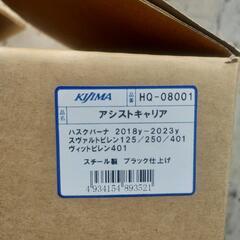 KIJIMA
品番 HQ-08001
品名 アシストキャリア
ハスクバーナ 2018y-2023y
スヴァルトピレン125/250/401
ヴィットピレン401
スチール製 ブラック仕上げ
4934154893521